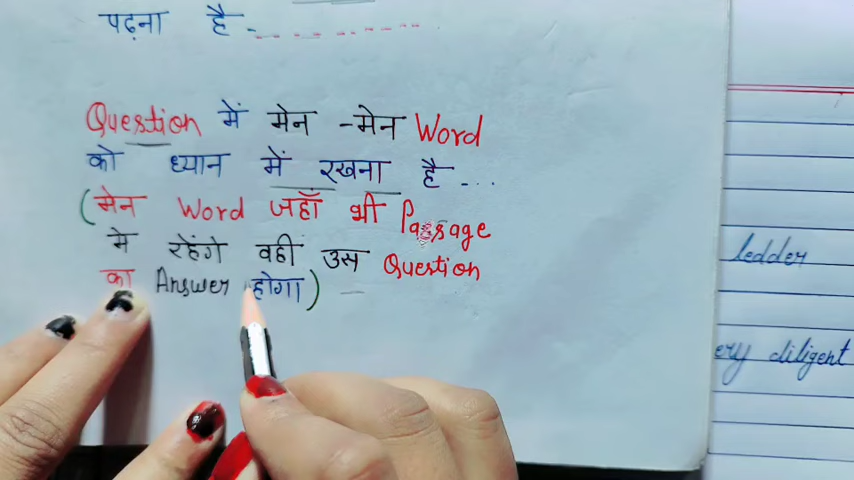 पढ़ना है-
Question में मेन -मेन Word
को ध्यान में रखना है ...
(मेन Word जहाँ भी Passage
मे रहेंगे वही उस Question
का Answer होगा)
ledder
ery diligent